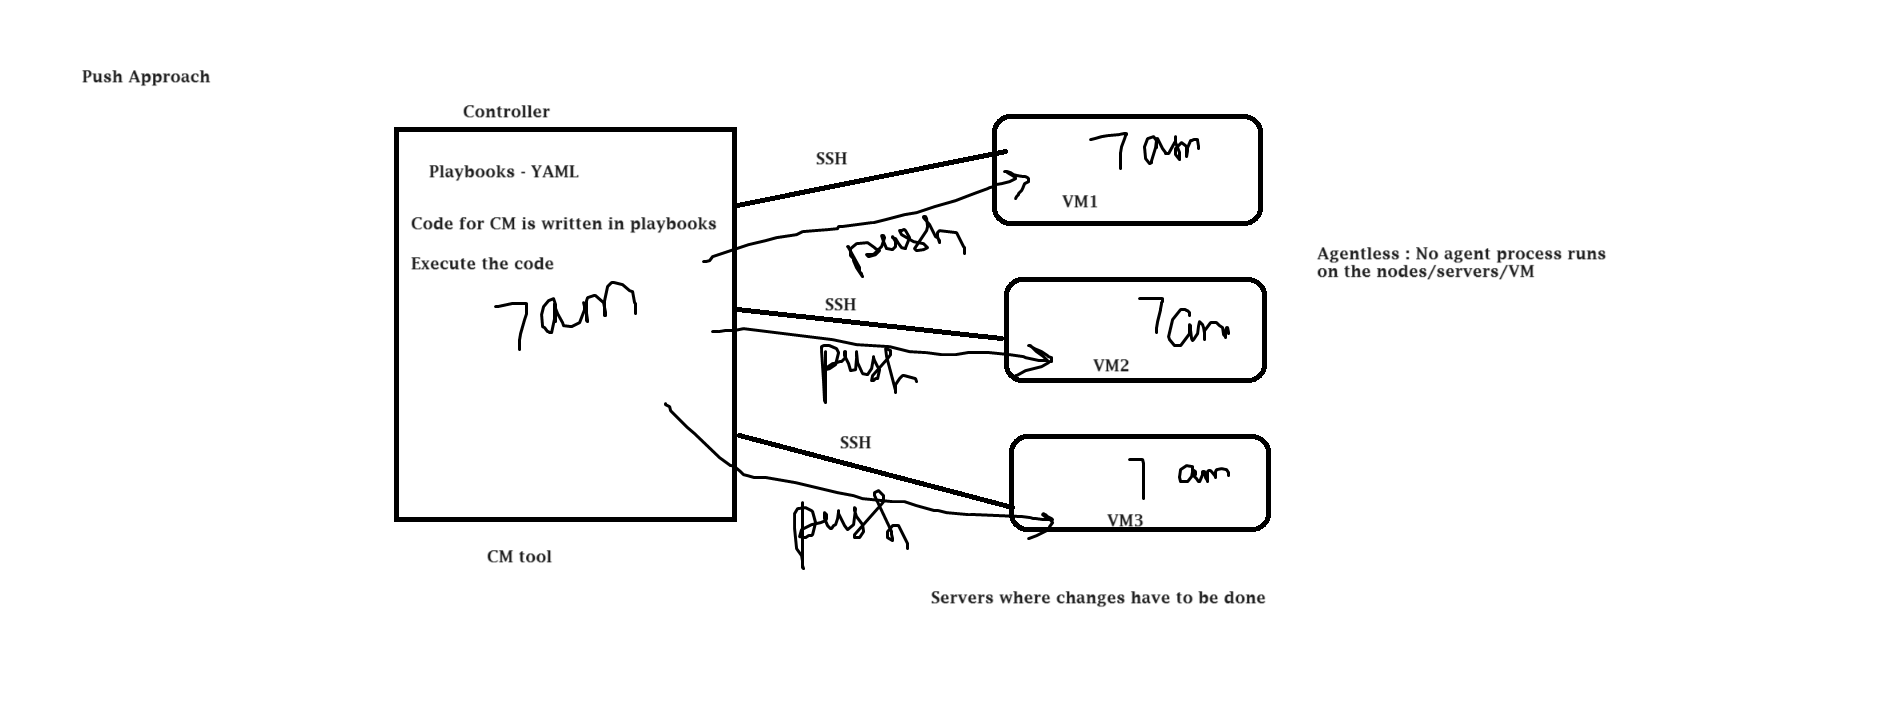 Push Approach
Controller
Playbooks - YAML
Code for CM is written in playbooks
Execute the code
7am
CM tool
SSH
push
SSH
push
SSH
push
7 am
VM1
7am
VM2
7 am
VM3
Servers where changes have to be done
Agentless : No agent process runs
on the nodes/servers/VM